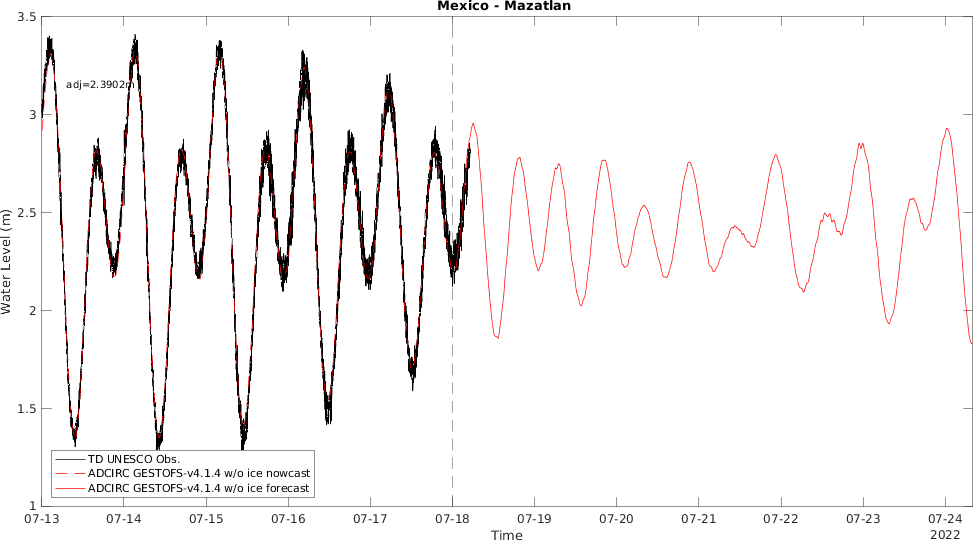 Mexico - Mazatlan
3.5
3
2.5
2
1.5
1
Water Level (m)
adj=2.3902m
TD UNESCO Obs.
ADCIRC GESTOFS-v4.1.4 w/o ice nowcast
ADCIRC GESTOFS-v4.1.4 w/o ice forecast
07-13 07-14 07-15 07-16 07-17 07-18 07-19 07-20 07-21 07-22 07-23 07-24
Time
2022